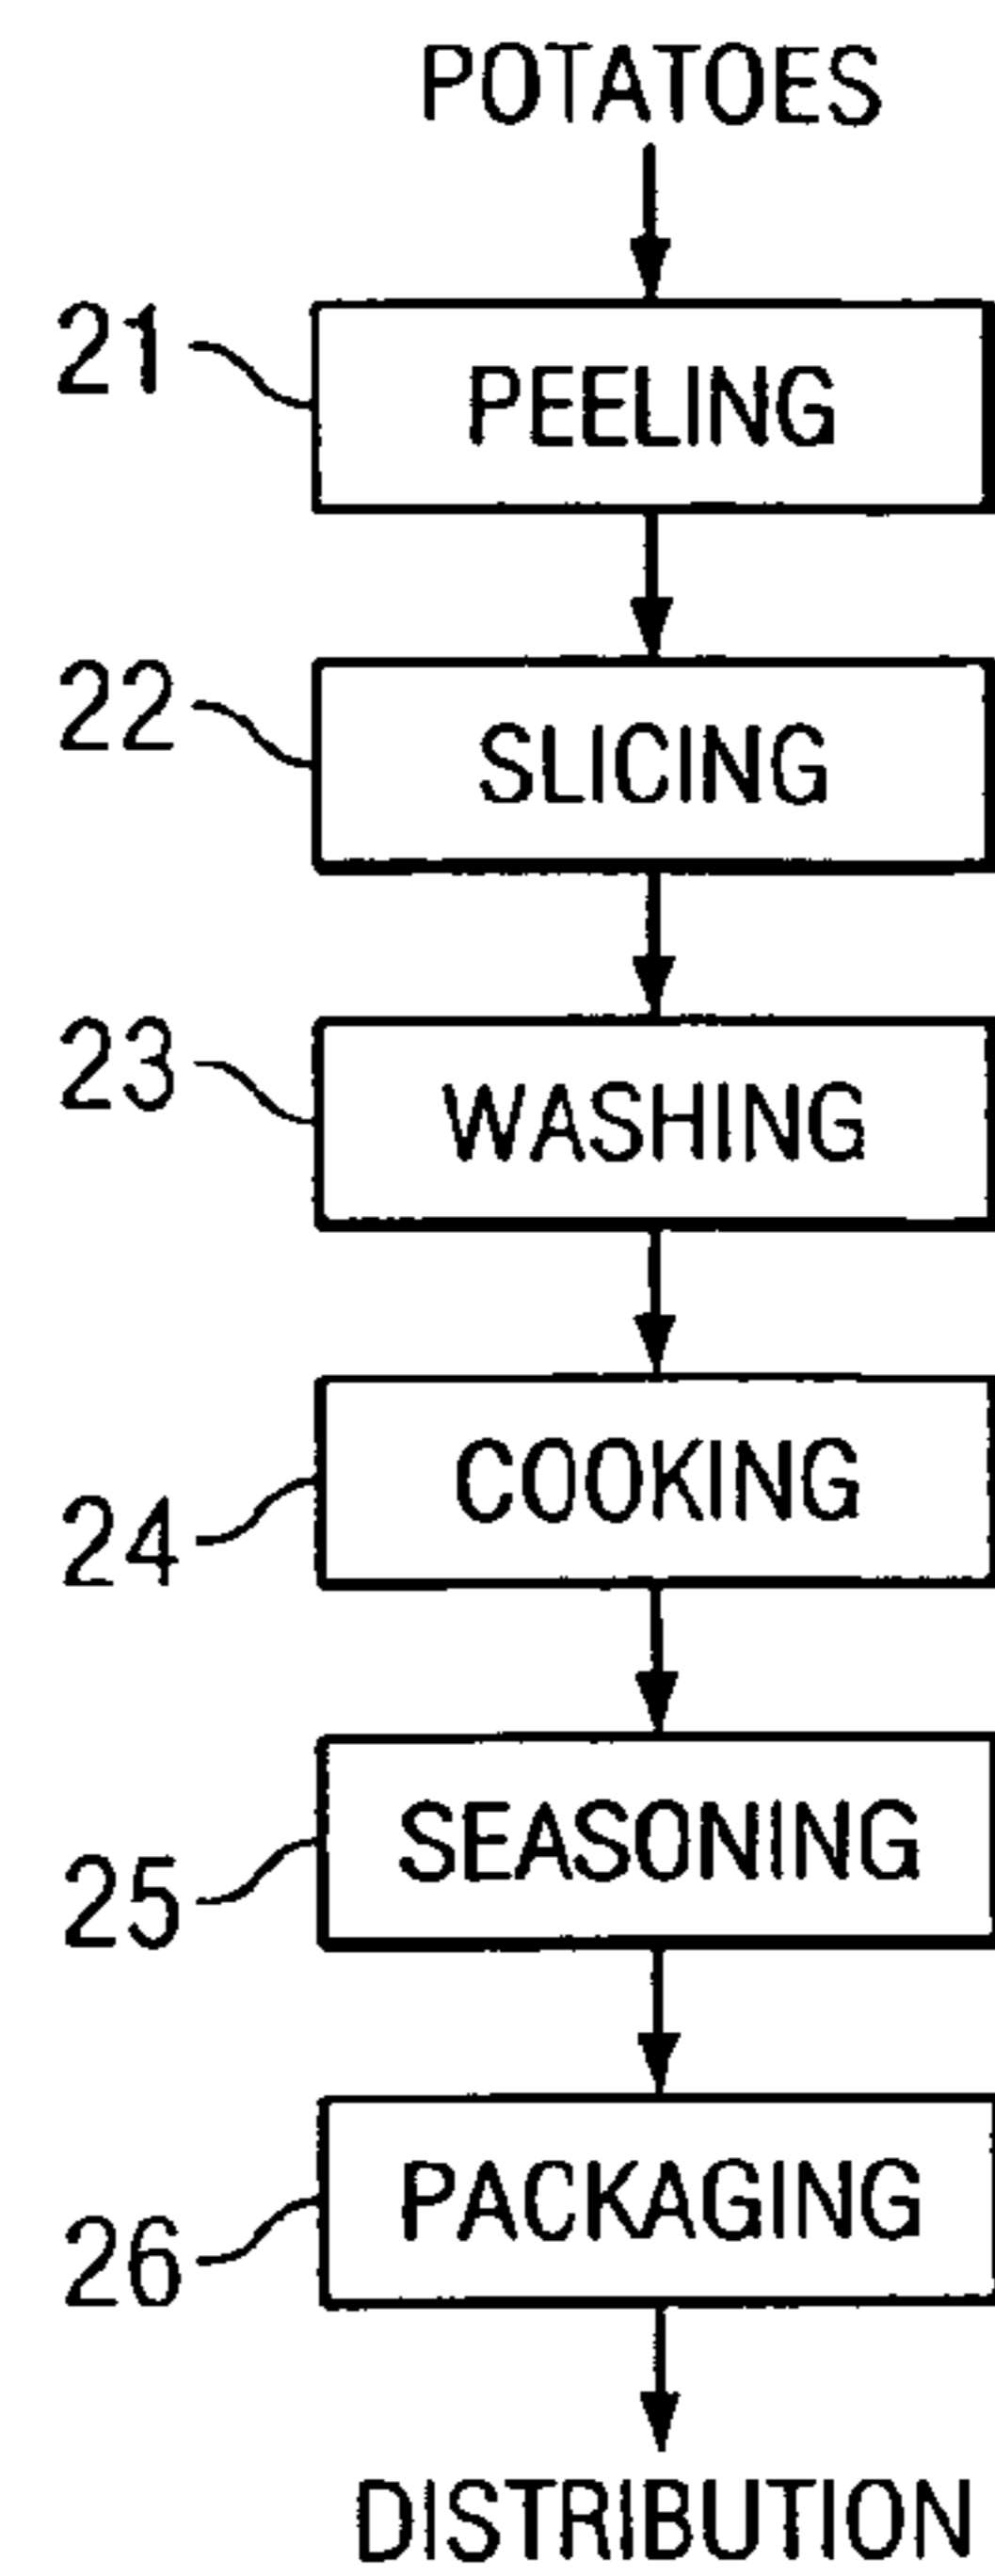 POTATOES
21 PEELING
22 SLICING
23 WASHING
24 COOKING
25 SEASONING
26 PACKAGING
DISTRIBUTION